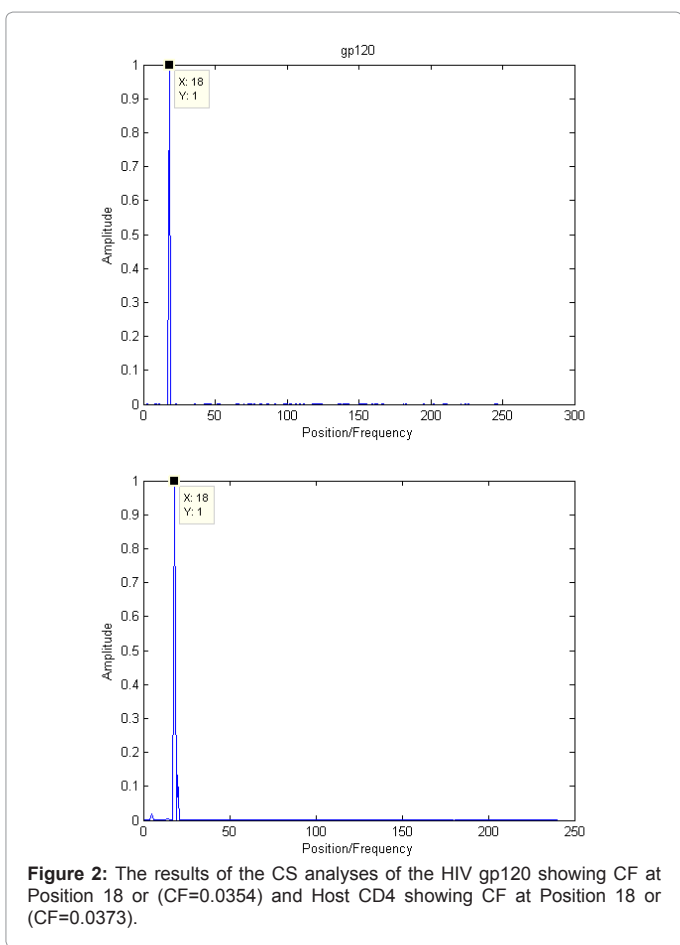 gp120
1
0.9
0.8
0.7
0.6
0.5
0.4
0.3
0.2
0.1
0
Amplitude
X: 18
Y: 1
0 50 100 150 200 250 300
Position/Frequency
1
0.9
0.8
0.7
0.6
0.5
0.4
0.3
0.2
0.1
0
Amplitude
X: 18
Y: 1
0 50 100 150 200 250
Position/Frequency
Figure 2: The results of the CS analyses of the HIV gp120 showing CF at
Position 18 or (CF=0.0354) and Host CD4 showing CF at Position 18 or
(CF=0.0373).